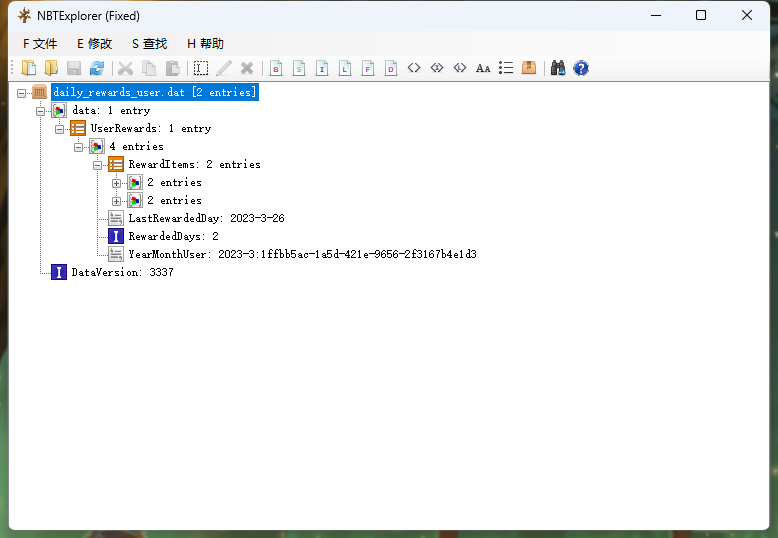 NBTExplorer (Fixed)
F 文件 E 修改 S 查找 H 帮助
B S I L F D Aa ?
daily_rewards_user.dat [2 entries]
data: 1 entry
UserRewards: 1 entry
4 entries
RewardItems: 2 entries
2 entries
2 entries
LastRewardedDay: 2023-3-26
I RewardedDays: 2
YearMonthUser: 2023-3:1ffbb5ac-1a5d-421e-9656-2f3167b4e1d3
I DataVersion: 3337